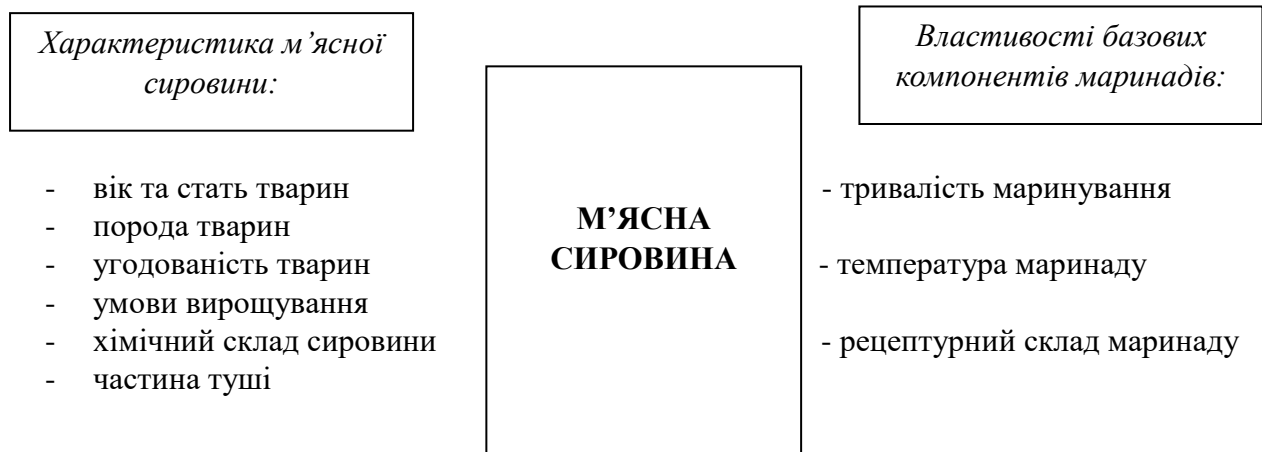 Характеристика м’ясної
сировини:
- вік та стать тварин
- порода тварин
- угодованість тварин
- умови вирощування
- хімічний склад сировини
- частина туші
М’ЯСНА
СИРОВИНА
Властивості базових
компонентів маринадів:
- тривалість маринування
- температура маринаду
- рецептурний склад маринаду